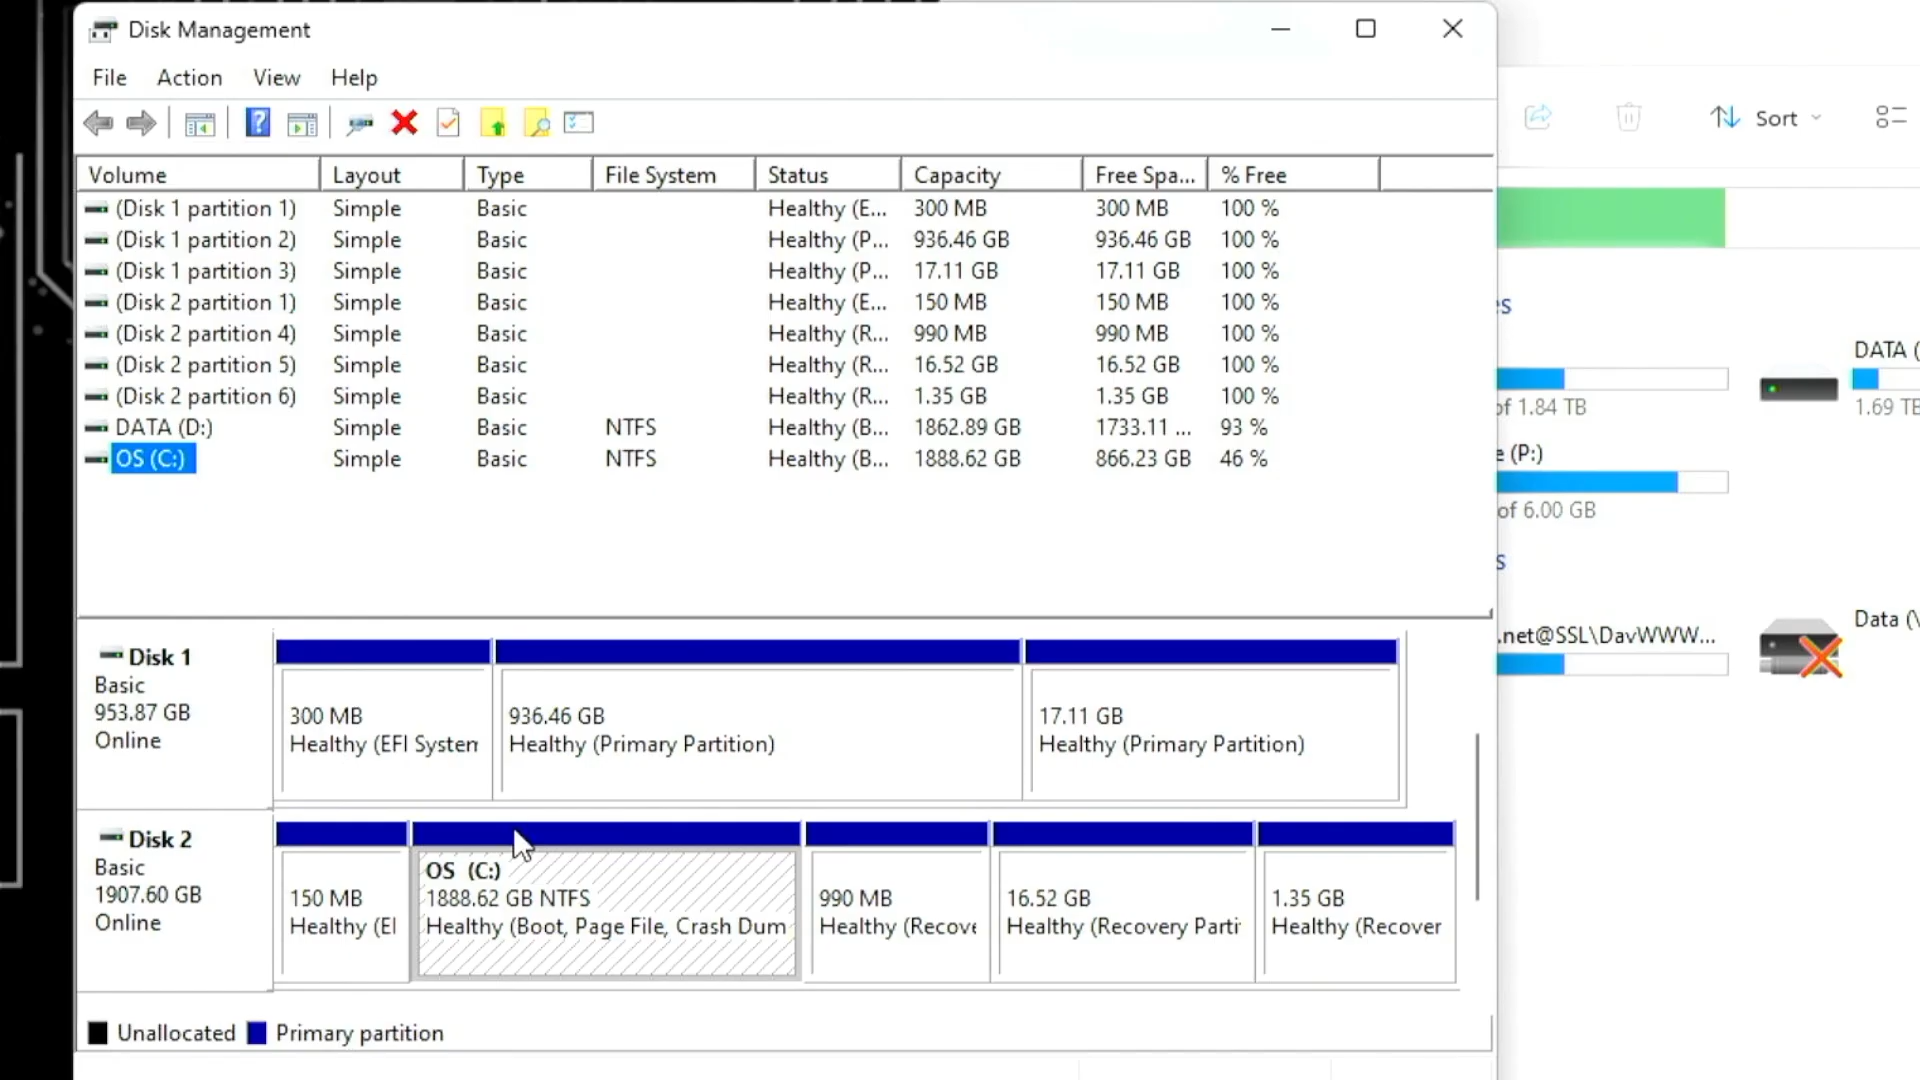 Disk Management
File Action View Help
Sort
Volume Layout Type File System Status Capacity Free Spa... % Free
(Disk 1 partition 1) Simple Basic Healthy (E... 300 MB 300 MB 100 %
(Disk 1 partition 2) Simple Basic Healthy (P... 936.46 GB 936.46 GB 100 %
(Disk 1 partition 3) Simple Basic Healthy (P... 17.11 GB 17.11 GB 100 %
(Disk 2 partition 1) Simple Basic Healthy (E... 150 MB 150 MB 100 %
(Disk 2 partition 4) Simple Basic Healthy (R... 990 MB 990 MB 100 %
(Disk 2 partition 5) Simple Basic Healthy (R... 16.52 GB 16.52 GB 100 %
(Disk 2 partition 6) Simple Basic Healthy (R... 1.35 GB 1.35 GB 100 %
DATA (D:) Simple Basic NTFS Healthy (B... 1862.89 GB 1733.11 ... 93 %
OS (C:) Simple Basic NTFS Healthy (B... 1888.62 GB 866.23 GB 46 %
es
DATA (
of 1.84 TB
1.69 TB
e (P:)
of 6.00 GB
s
.net@SSL\DavWWW...
Data (\
Disk 1
Basic
953.87 GB
Online
300 MB
Healthy (EFI System
936.46 GB
Healthy (Primary Partition)
17.11 GB
Healthy (Primary Partition)
Disk 2
Basic
1907.60 GB
Online
150 MB
Healthy (EI
OS (C:)
1888.62 GB NTFS
Healthy (Boot, Page File, Crash Dum
990 MB
Healthy (Recove
16.52 GB
Healthy (Recovery Parti
1.35 GB
Healthy (Recover
Unallocated Primary partition